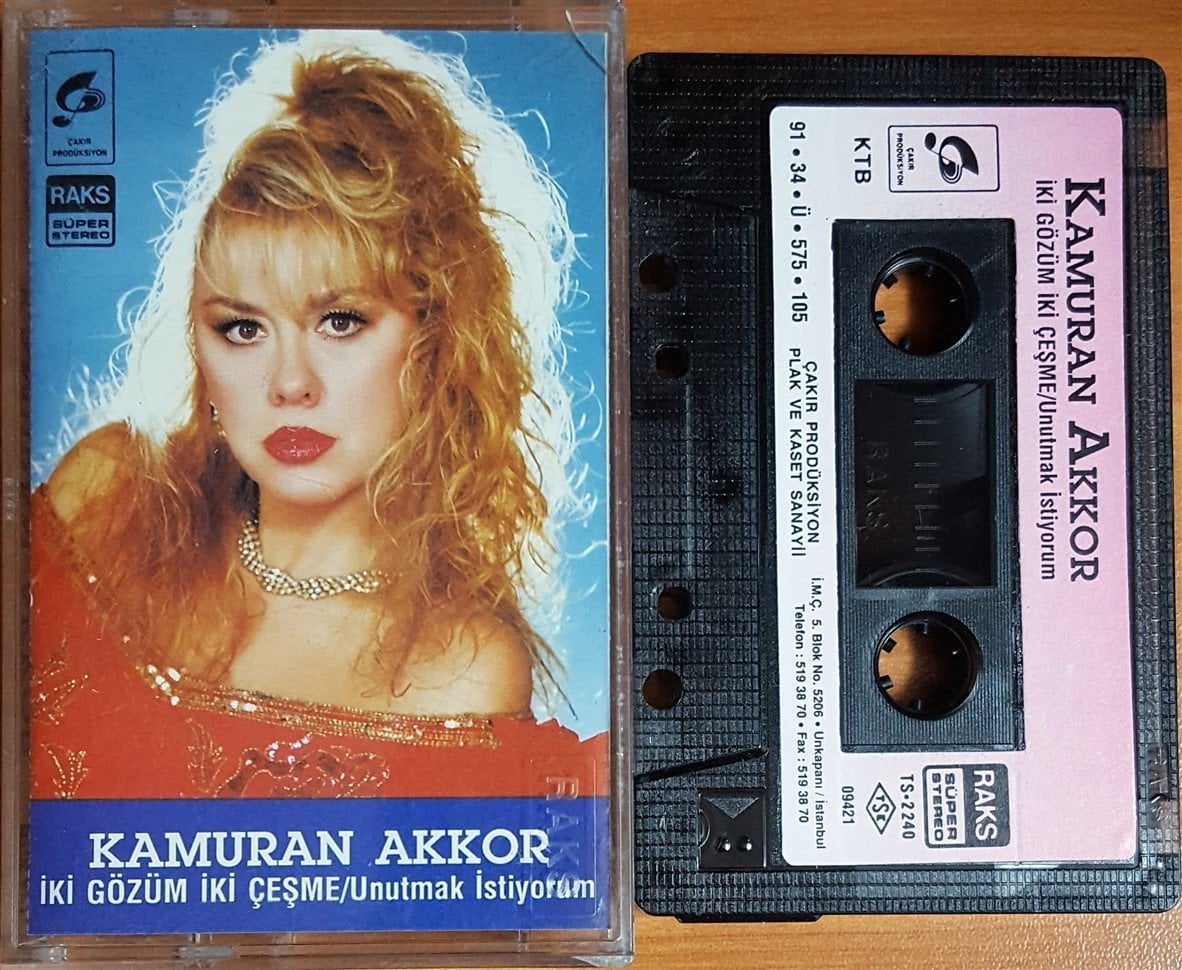 ÇAKIR
PRODÜKSİYON
RAKS
SÜPER
STEREO
RAKS
KAMURAN AKKOR
İKİ GÖZÜM İKİ ÇEŞME/Unutmak İstiyorum
KAMURAN AKKOR
İKİ GÖZÜM İKİ ÇEŞME/Unutmak İstiyorum
ÇAKIR
PRODÜKSİYON
KTB
91 • 34 • Ü • 575 • 105
RAKS
RAKS
SÜPER
STEREO
TS•2240
TSE
09421
ÇAKIR PRODÜKSİYON
PLAK VE KASET SANAYİİ
İ.M.Ç. 5. Blok No. 5206 • Unkapanı / İstanbul
Telefon : 519 38 70 • Fax : 519 38 70
RAKS